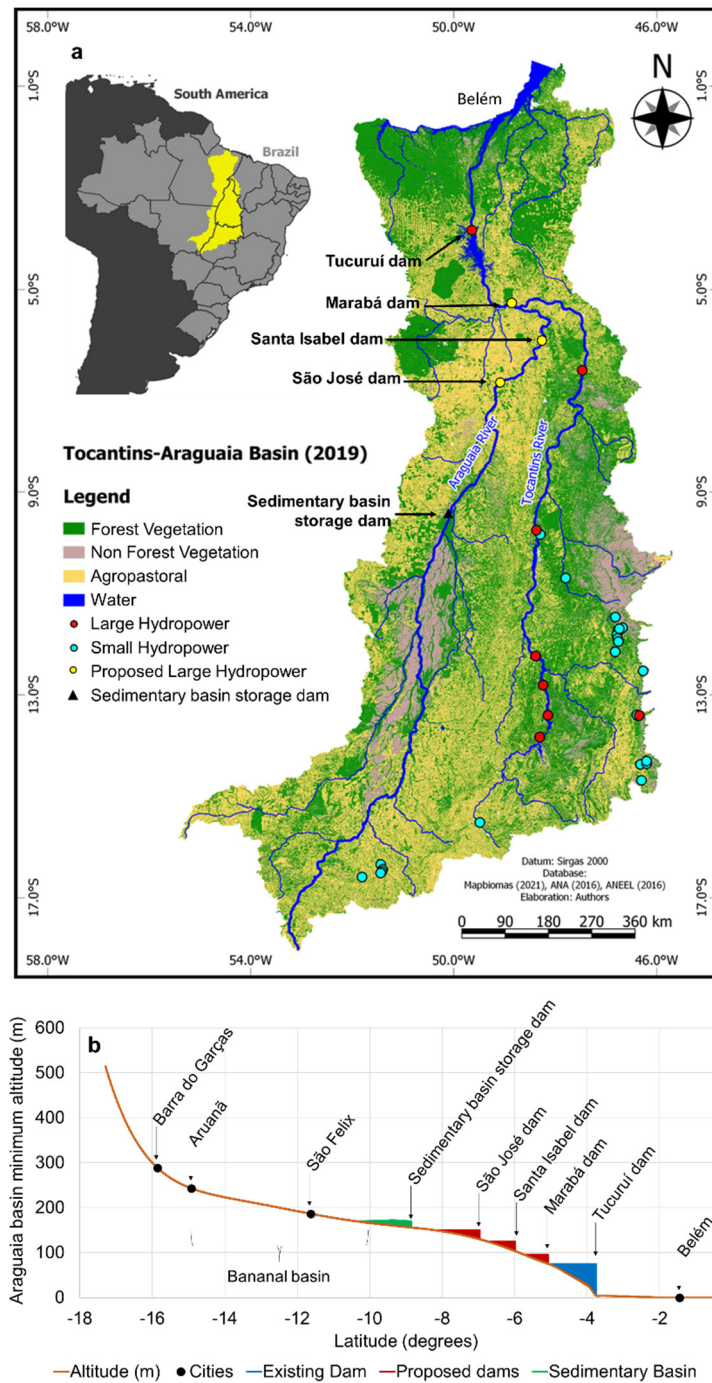 58.0°W 54.0°W 50.0°W 46.0°W
a
N
1.0°S
1.0°S
South America
Brazil
Belém
Tucuruí dam
5.0°S
5.0°S
Marabá dam
Santa Isabel dam
São José dam
Araguaia River
Tocantins River
Tocantins-Araguaia Basin (2019)
9.0°S
9.0°S
Legend
Sedimentary basin
storage dam
Forest Vegetation
Non Forest Vegetation
Agropastoral
Water
Large Hydropower
Small Hydropower
Proposed Large Hydropower
Sedimentary basin storage dam
13.0°S
13.0°S
Datum: Sirgas 2000
Database:
Mapbiomas (2021), ANA (2016), ANEEL (2016)
Elaboration: Authors
17.0°S
17.0°S
0 90 180 270 360 km
58.0°W 54.0°W 50.0°W 46.0°W
b
Araguaia basin minimum altitude (m)
600
500
400
300
200
100
0
Barra do Garças
Aruanã
São Felix
Sedimentary basin storage dam
São José dam
Santa Isabel dam
Marabá dam
Tucuruí dam
Belém
Bananal basin
-18 -16 -14 -12 -10 -8 -6 -4 -2
Latitude (degrees)
Altitude (m) Cities Existing Dam Proposed dams Sedimentary Basin